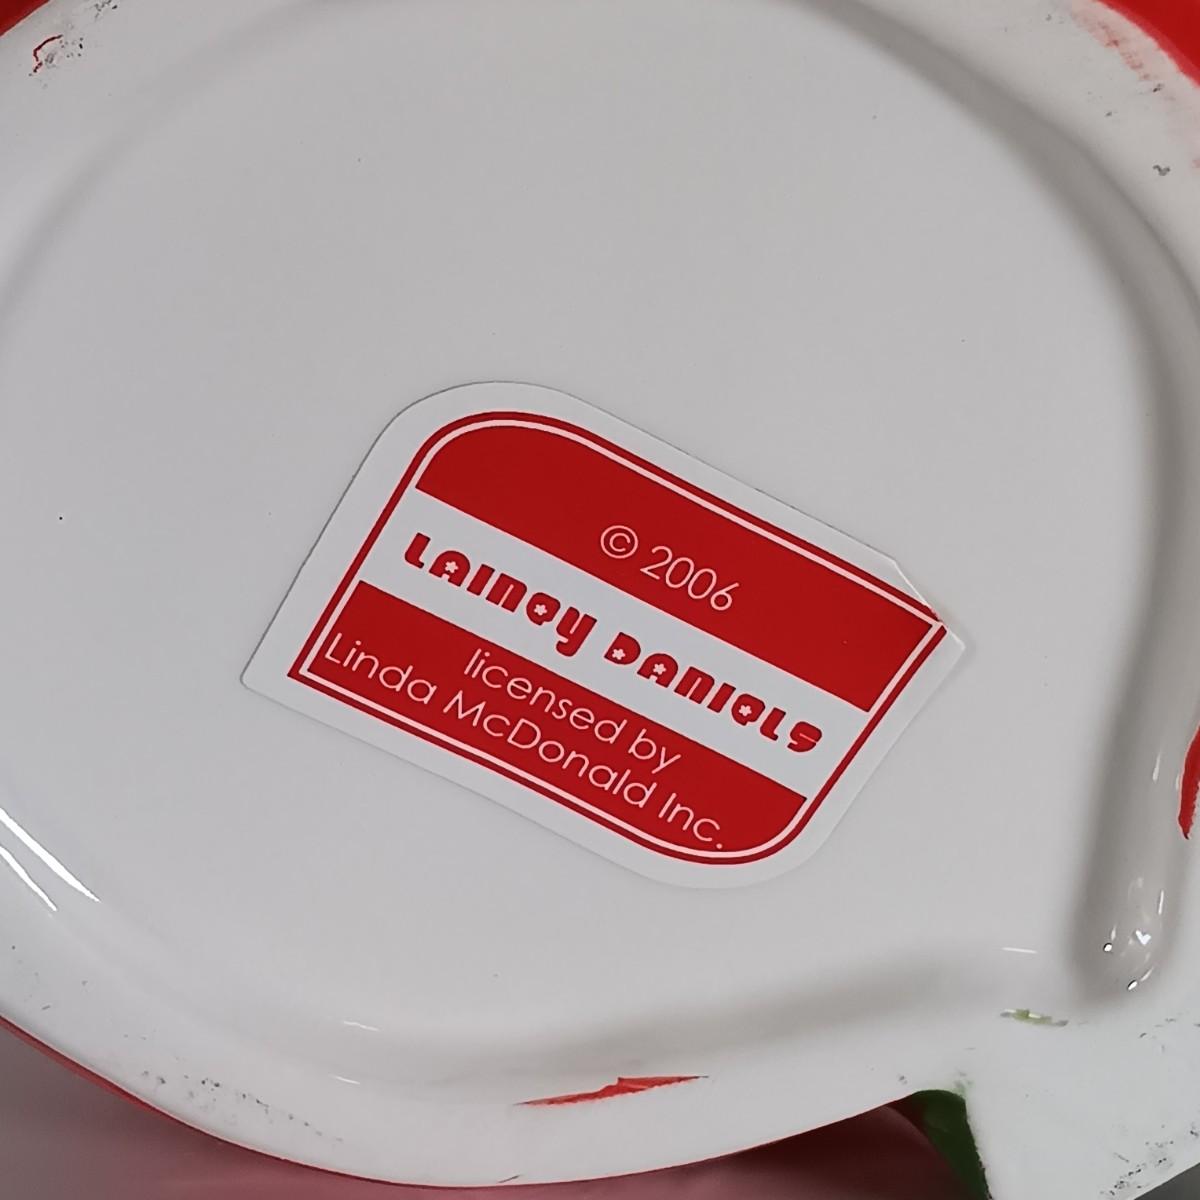 © 2006
LAINEY DANIELS
licensed by
Linda McDonald Inc.